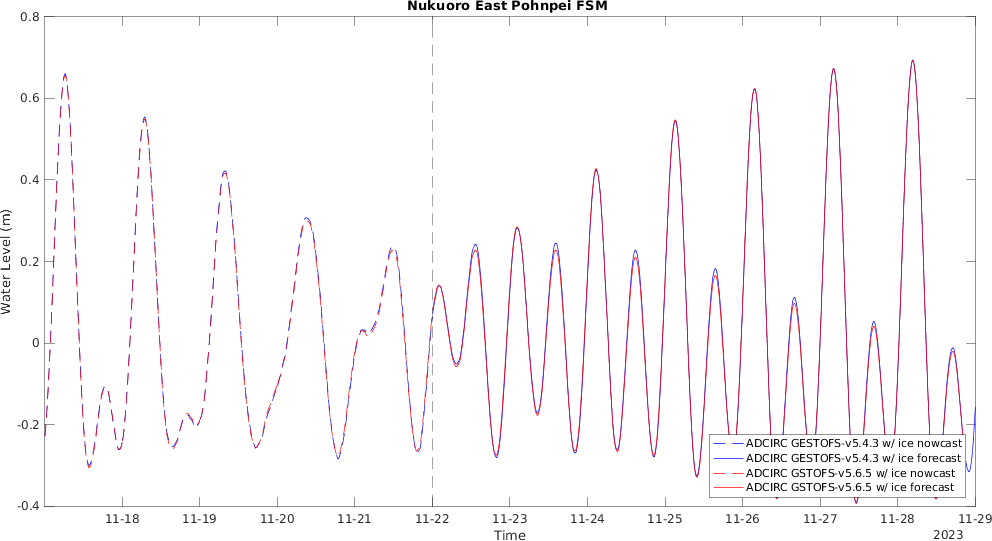 Nukuoro East Pohnpei FSM
0.8
0.6
0.4
0.2
0
-0.2
-0.4
Water Level (m)
ADCIRC GESTOFS-v5.4.3 w/ ice nowcast
ADCIRC GESTOFS-v5.4.3 w/ ice forecast
ADCIRC GSTOFS-v5.6.5 w/ ice nowcast
ADCIRC GSTOFS-v5.6.5 w/ ice forecast
11-18 11-19 11-20 11-21 11-22 11-23 11-24 11-25 11-26 11-27 11-28 11-29
Time
2023